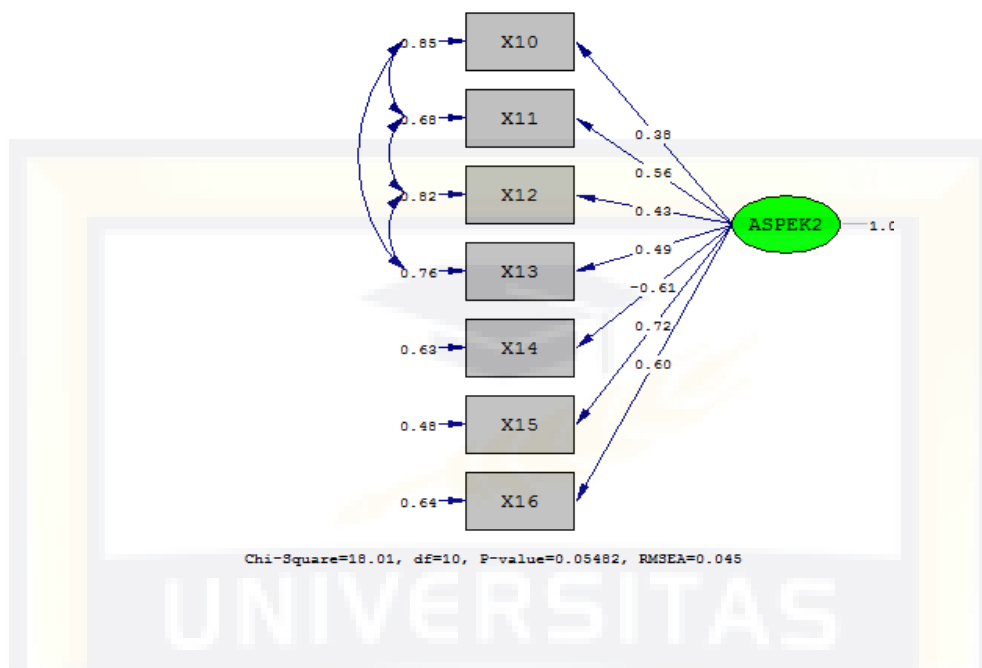 0.85 X10
0.38
0.68 X11
0.56
0.82 X12
0.43
ASPEK2 1.0
0.49
0.76 X13
-0.61
0.72
0.63 X14
0.60
0.48 X15
0.64 X16
Chi-Square=18.01, df=10, P-value=0.05482, RMSEA=0.045
UNIVERSITAS